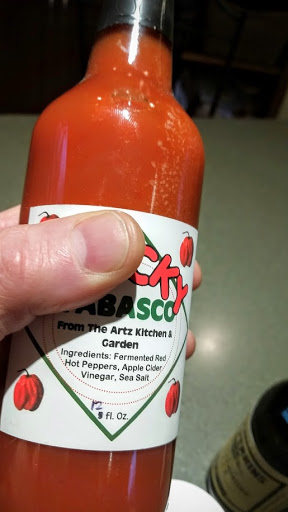 CKY
TABASCO
From The Artz Kitchen &
Garden
Ingredients: Fermented Red
Hot Peppers, Apple Cider
Vinegar, Sea Salt
12
fl. Oz.